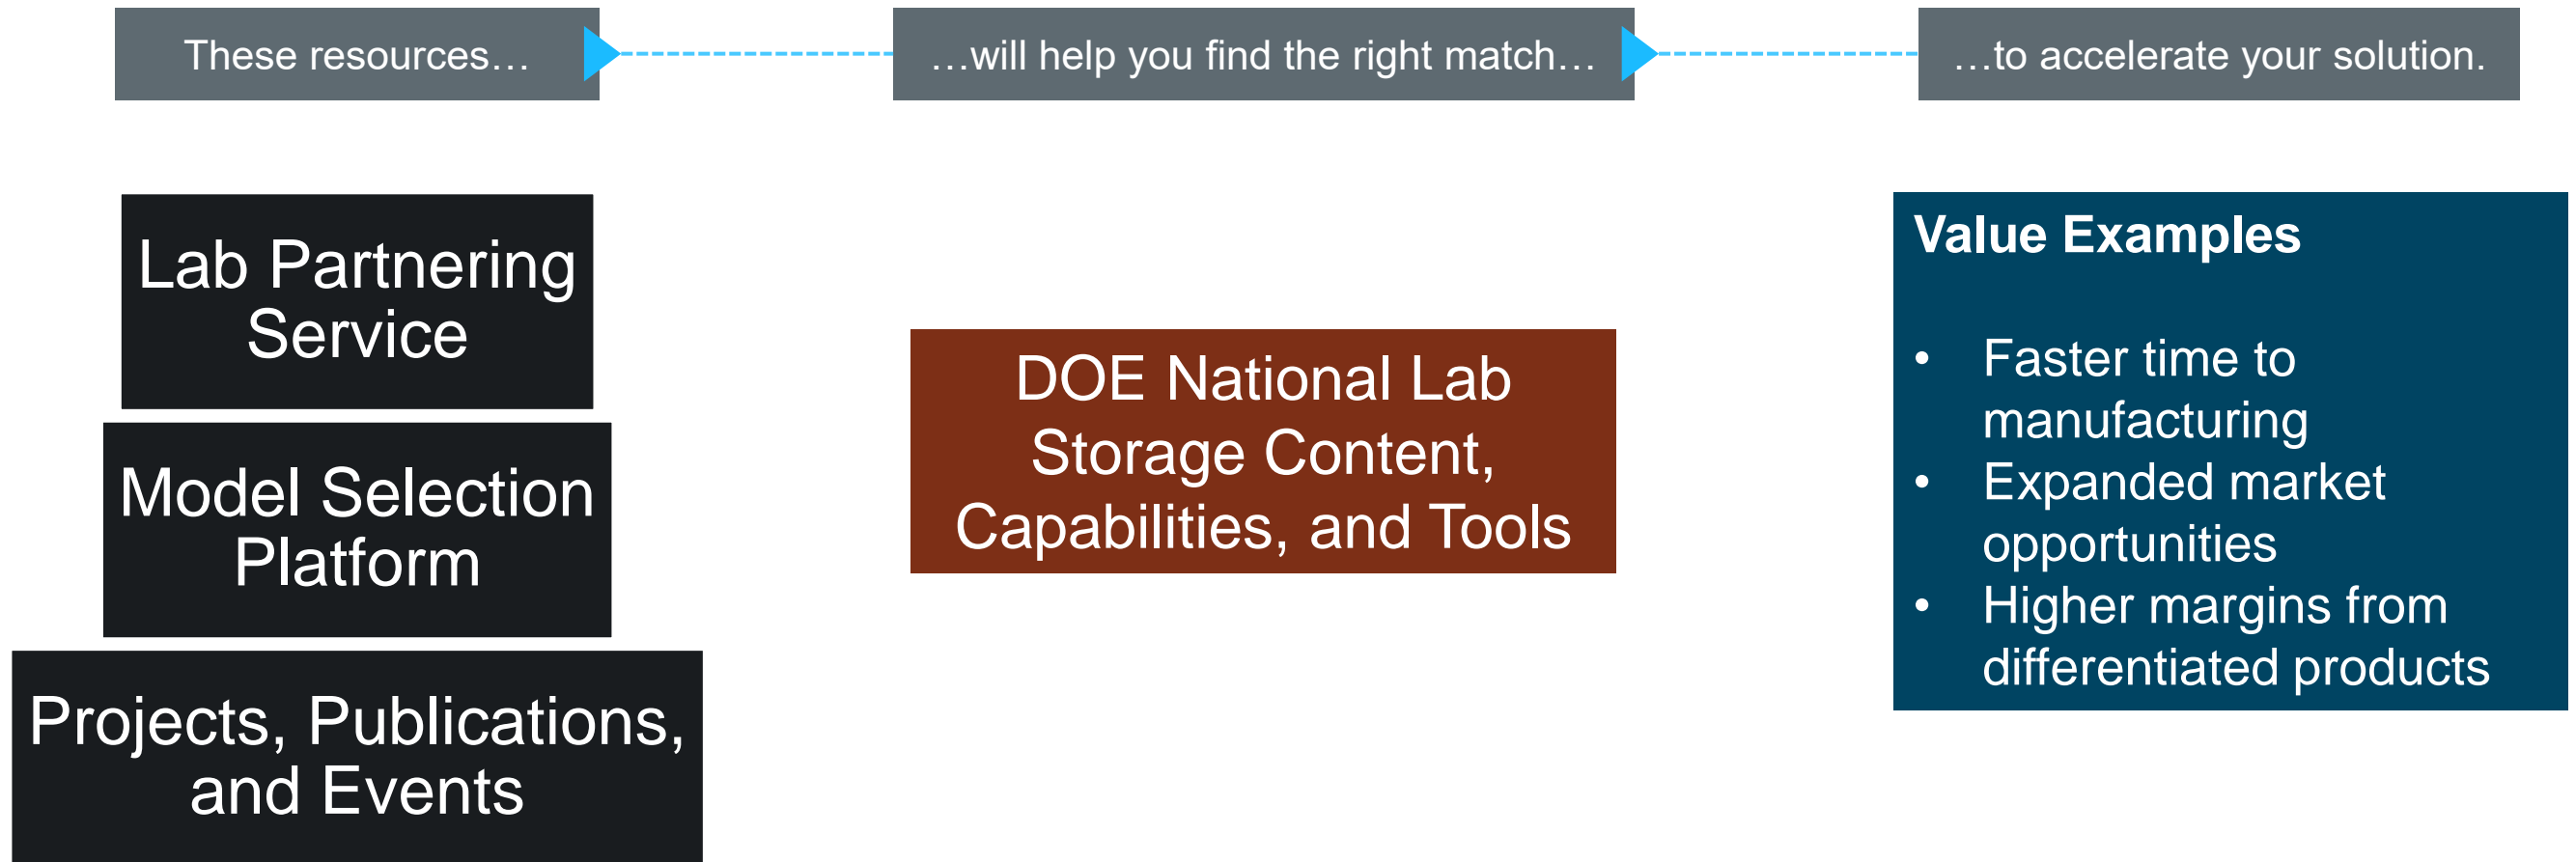 These resources…
…will help you find the right match…
…to accelerate your solution.
Lab Partnering
Service
Model Selection
Platform
Projects, Publications,
and Events
DOE National Lab
Storage Content,
Capabilities, and Tools
Value Examples
• Faster time to
manufacturing
• Expanded market
opportunities
• Higher margins from
differentiated products